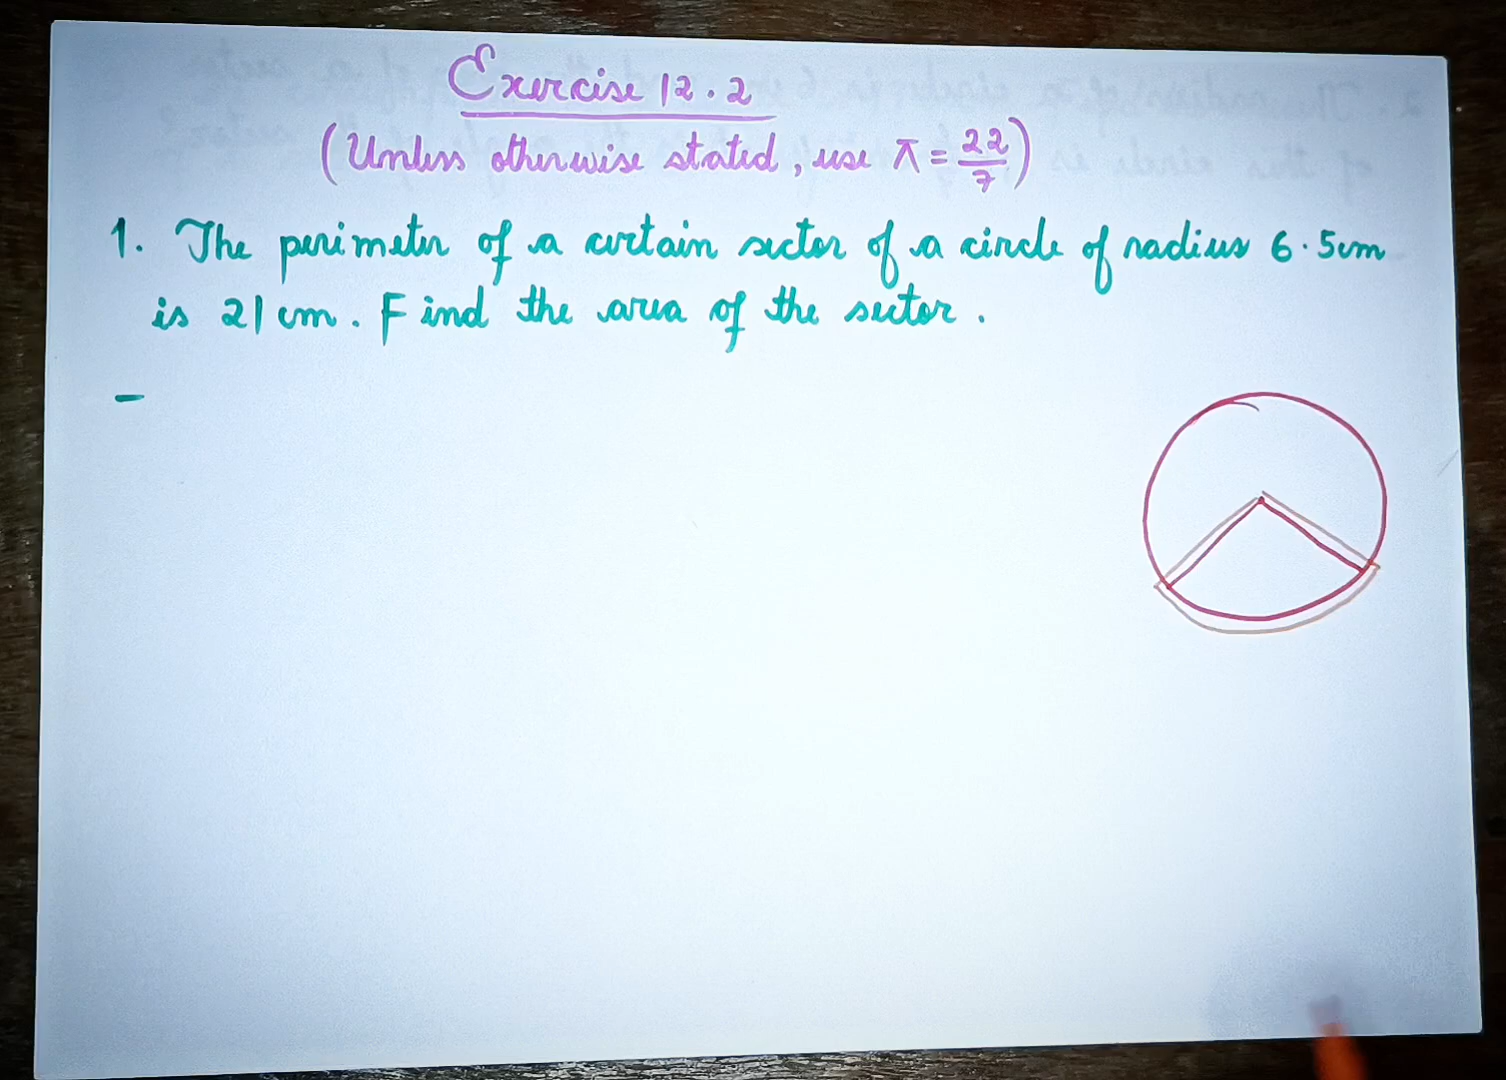 Exercise 12.2
(Unless otherwise stated, use π = 22/7)
1. The perimeter of a certain sector of a circle of radius 6.5cm
is 21 cm. Find the area of the sector.
–